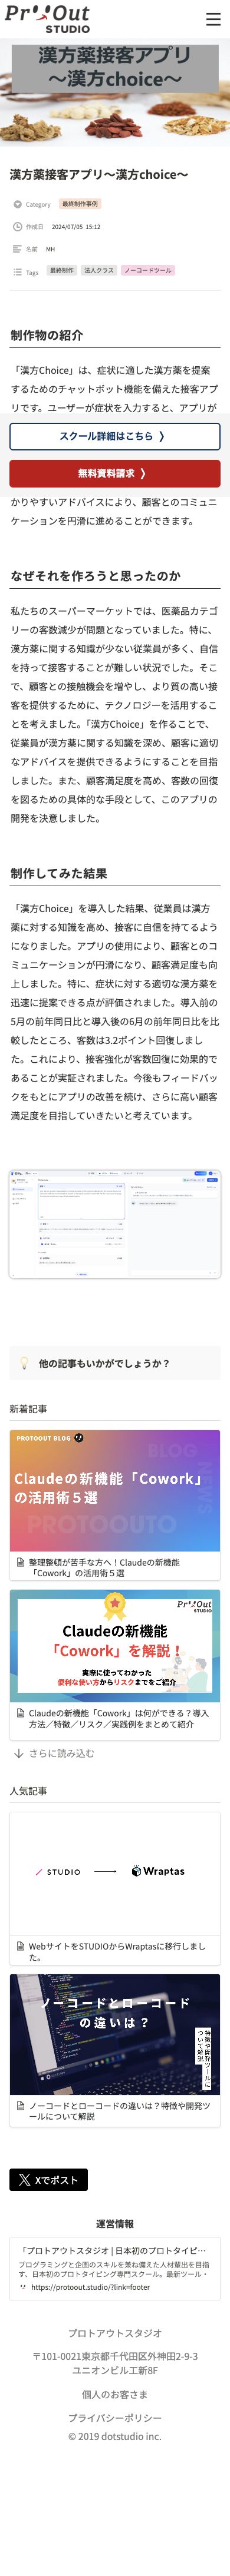 PrOOut
STUDIO
漢方薬接客アプリ
〜漢方choice〜
漢方薬接客アプリ〜漢方choice〜
Category 最終制作事例
作成日 2024/07/05 15:12
名前 MH
Tags 最終制作 法人クラス ノーコードツール
制作物の紹介
「漢方Choice」は、症状に適した漢方薬を提案
するためのチャットボット機能を備えた接客アプ
リです。ユーザーが症状を入力すると、アプリが
スクール詳細はこちら ❭
無料資料請求 ❭
かりやすいアドバイスにより、顧客とのコミュニ
ケーションを円滑に進めることができます。
なぜそれを作ろうと思ったのか
私たちのスーパーマーケットでは、医薬品カテゴ
リーの客数減少が問題となっていました。特に、
漢方薬に関する知識が少ない従業員が多く、自信
を持って接客することが難しい状況でした。そこ
で、顧客との接触機会を増やし、より質の高い接
客を提供するために、テクノロジーを活用するこ
とを考えました。「漢方Choice」を作ることで、
従業員が漢方薬に関する知識を深め、顧客に適切
なアドバイスを提供できるようにすることを目指
しました。また、顧客満足度を高め、客数の回復
を図るための具体的な手段として、このアプリの
開発を決意しました。
制作してみた結果
「漢方Choice」を導入した結果、従業員は漢方
薬に対する知識を高め、接客に自信を持てるよう
になりました。アプリの使用により、顧客とのコ
ミュニケーションが円滑になり、顧客満足度も向
上しました。特に、症状に対する適切な漢方薬を
迅速に提案できる点が評価されました。導入前の
5月の前年同日比と導入後の6月の前年同日比を比
較したところ、客数は3.2ポイント回復しまし
た。これにより、接客強化が客数回復に効果的で
あることが実証されました。今後もフィードバッ
クをもとにアプリの改善を続け、さらに高い顧客
満足度を目指していきたいと考えています。
他の記事もいかがでしょうか？
新着記事
PROTOOUT BLOG
BLOG
NEWS
Claudeの新機能「Cowork」
の活用術５選
PROTOOUTO
整理整頓が苦手な方へ！Claudeの新機能
「Cowork」の活用術５選
PrOOut
STUDIO
Claudeの新機能
「Cowork」を解説！
実際に使ってわかった
便利な使い方からリスクまでをご紹介
Claudeの新機能「Cowork」は何ができる？導入
方法／特徴／リスク／実践例をまとめて紹介
さらに読み込む
人気記事
STUDIO
Wraptas
WebサイトをSTUDIOからWraptasに移行しまし
た。
ノーコードとローコード
の違いは？
特徴や開発ツールに
ついて解説
ノーコードとローコードの違いは？特徴や開発ツ
ールについて解説
Xでポスト
運営情報
「プロトアウトスタジオ | 日本初のプロトタイピ…
プログラミングと企画のスキルを兼ね備えた人材輩出を目指
す、日本初のプロトタイピング専門スクール。最新ツール・
https://protoout.studio/?link=footer
プロトアウトスタジオ
〒101-0021東京都千代田区外神田2-9-3
ユニオンビル工新8F
個人のお客さま
プライバシーポリシー
© 2019 dotstudio inc.